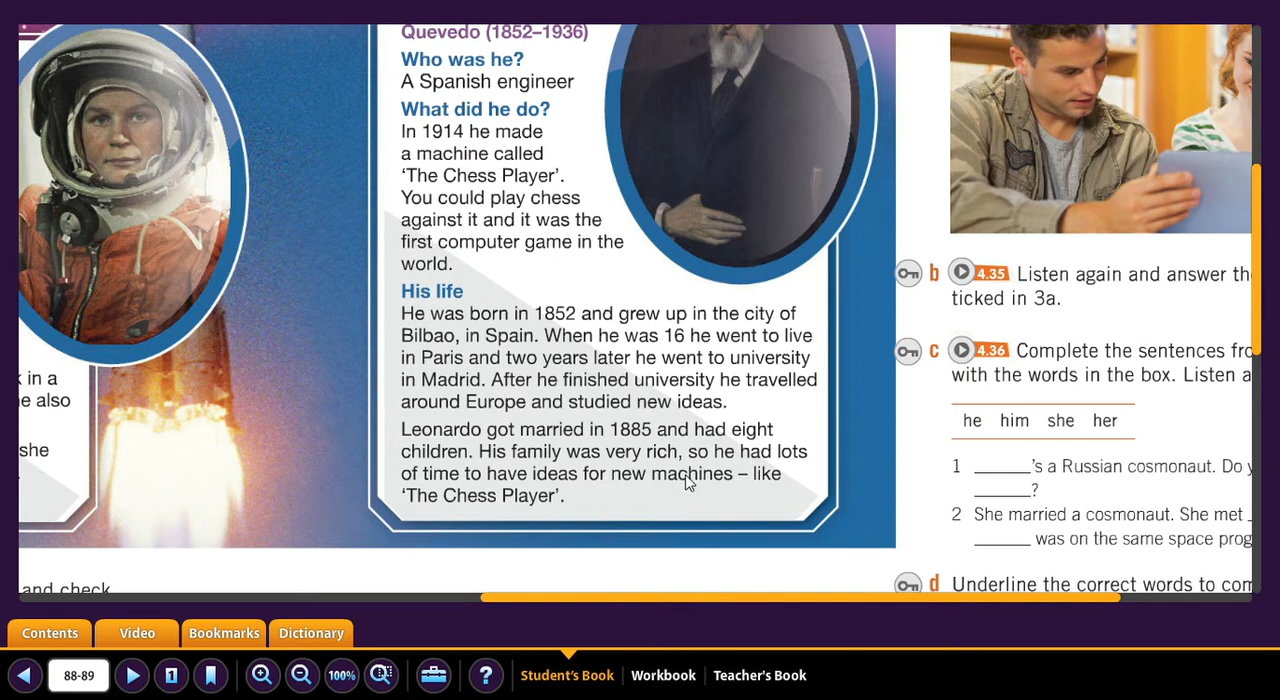 Quevedo (1852–1936)
Who was he?
A Spanish engineer
What did he do?
In 1914 he made
a machine called
‘The Chess Player’.
You could play chess
against it and it was the
first computer game in the
world.
His life
He was born in 1852 and grew up in the city of
Bilbao, in Spain. When he was 16 he went to live
in Paris and two years later he went to university
in Madrid. After he finished university he travelled
around Europe and studied new ideas.
Leonardo got married in 1885 and had eight
children. His family was very rich, so he had lots
of time to have ideas for new machines – like
‘The Chess Player’.
in a
also
she
and check
b 4.35 Listen again and answer
ticked in 3a.
c 4.36 Complete the sentences
with the words in the box. Listen
he him she her
1 ______’s a Russian cosmonaut. Do
______?
2 She married a cosmonaut. She met
______ was on the same space
d Underline the correct words to
Contents Video Bookmarks Dictionary
88-89 1 100% ? Student's Book Workbook Teacher's Book